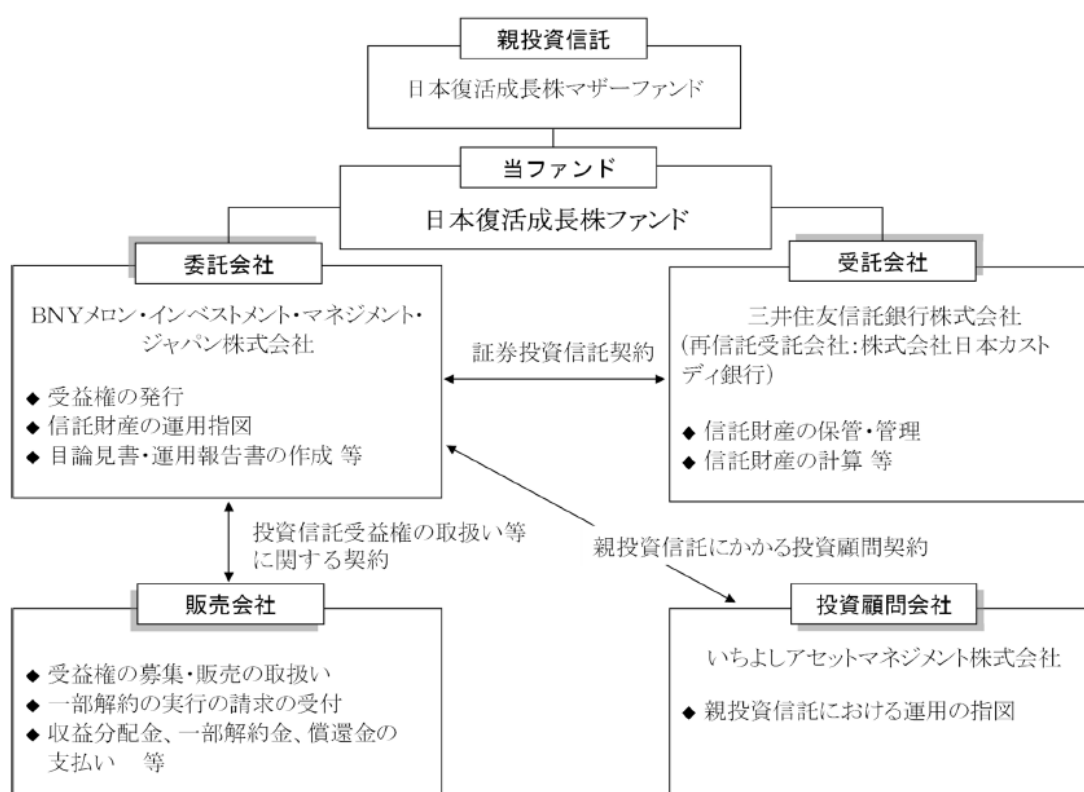 親投資信託
日本復活成長株マザーファンド
当ファンド
日本復活成長株ファンド
委託会社
BNYメロン・インベストメント・マネジメント・
ジャパン株式会社
◆ 受益権の発行
◆ 信託財産の運用指図
◆ 目論見書・運用報告書の作成 等
証券投資信託契約
受託会社
三井住友信託銀行株式会社
(再信託受託会社:株式会社日本カスト
ディ銀行)
◆ 信託財産の保管・管理
◆ 信託財産の計算 等
投資信託受益権の取扱い等
に関する契約
親投資信託にかかる投資顧問契約
販売会社
◆ 受益権の募集・販売の取扱い
◆ 一部解約の実行の請求の受付
◆ 収益分配金、一部解約金、償還金の
支払い 等
投資顧問会社
いちよしアセットマネジメント株式会社
◆ 親投資信託における運用の指図